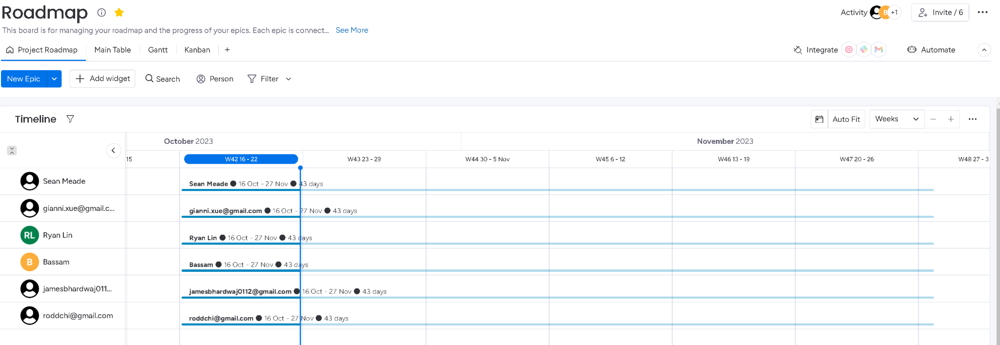 Roadmap
Activity B +1 Invite / 6
This board is for managing your roadmap and the progress of your epics. Each epic is connect... See More
Project Roadmap Main Table Gantt Kanban +
Integrate Automate
New Epic Add widget Search Person Filter
Timeline Auto Fit Weeks
October 2023 November 2023
15 W42 16 - 22 W43 23 - 29 W44 30 - 5 Nov W45 6 - 12 W46 13 - 19 W47 20 - 26 W48 27 - 3
Sean Meade Sean Meade ● 16 Oct - 27 Nov ● 43 days
gianni.xue@gmail.c... gianni.xue@gmail.com ● 16 Oct - 27 Nov ● 43 days
RL Ryan Lin Ryan Lin ● 16 Oct - 27 Nov ● 43 days
B Bassam Bassam ● 16 Oct - 27 Nov ● 43 days
jamesbhardwaj011... jamesbhardwaj0112@gmail.com ● 16 Oct - 27 Nov ● 43 days
roddchi@gmail.com roddchi@gmail.com ● 16 Oct - 27 Nov ● 43 days